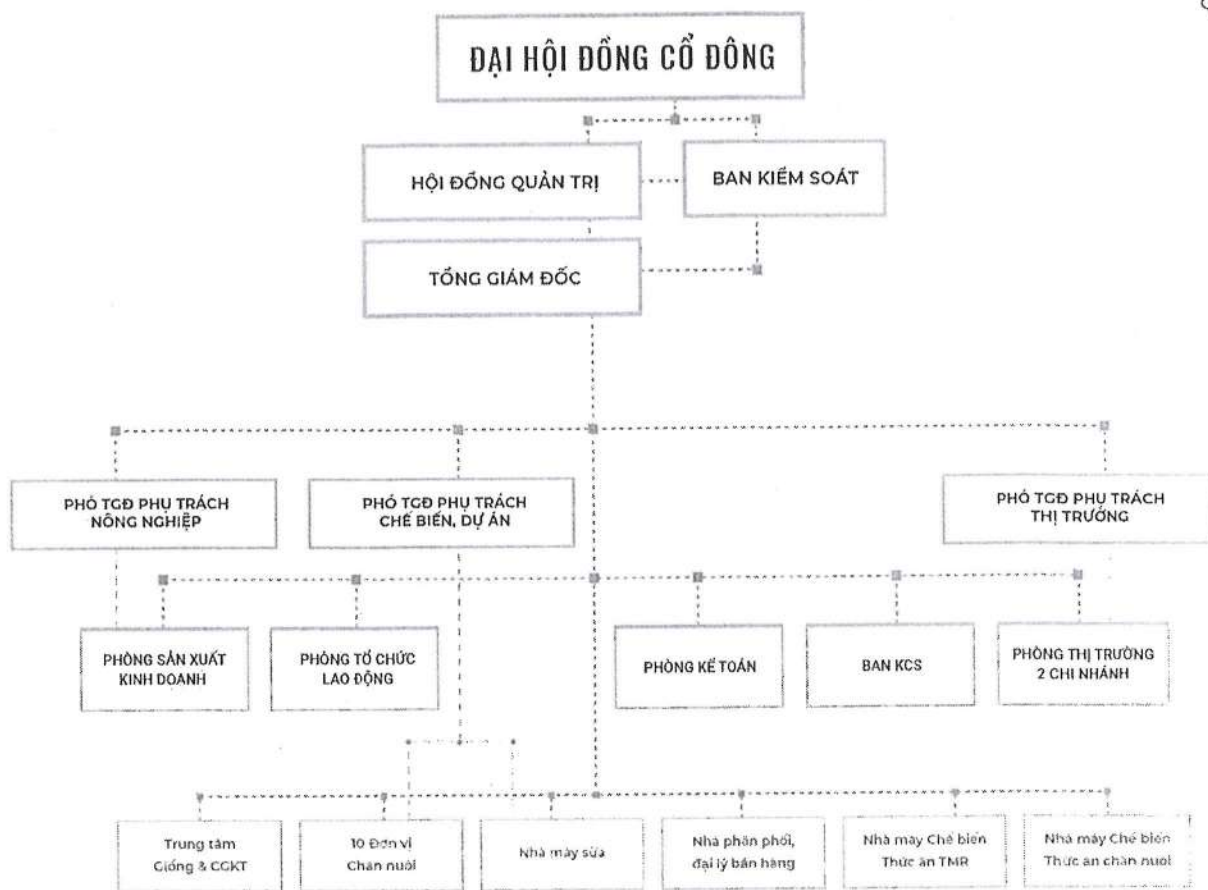 ĐẠI HỘI ĐỒNG CỔ ĐÔNG
HỘI ĐỒNG QUẢN TRỊ
BAN KIỂM SOÁT
TỔNG GIÁM ĐỐC
PHÓ TGĐ PHỤ TRÁCH
NÔNG NGHIỆP
PHÓ TGĐ PHỤ TRÁCH
CHẾ BIẾN, DỰ ÁN
PHÓ TGĐ PHỤ TRÁCH
THỊ TRƯỜNG
PHÒNG SẢN XUẤT
KINH DOANH
PHÒNG TỔ CHỨC
LAO ĐỘNG
PHÒNG KẾ TOÁN
BAN KCS
PHÒNG THỊ TRƯỜNG
2 CHI NHÁNH
Trung tâm
Giống & CGKT
10 Đơn vị
Chăn nuôi
Nhà máy sữa
Nhà phân phối,
đại lý bán hàng
Nhà máy Chế biến
Thức ăn TMR
Nhà máy Chế biến
Thức ăn chăn nuôi